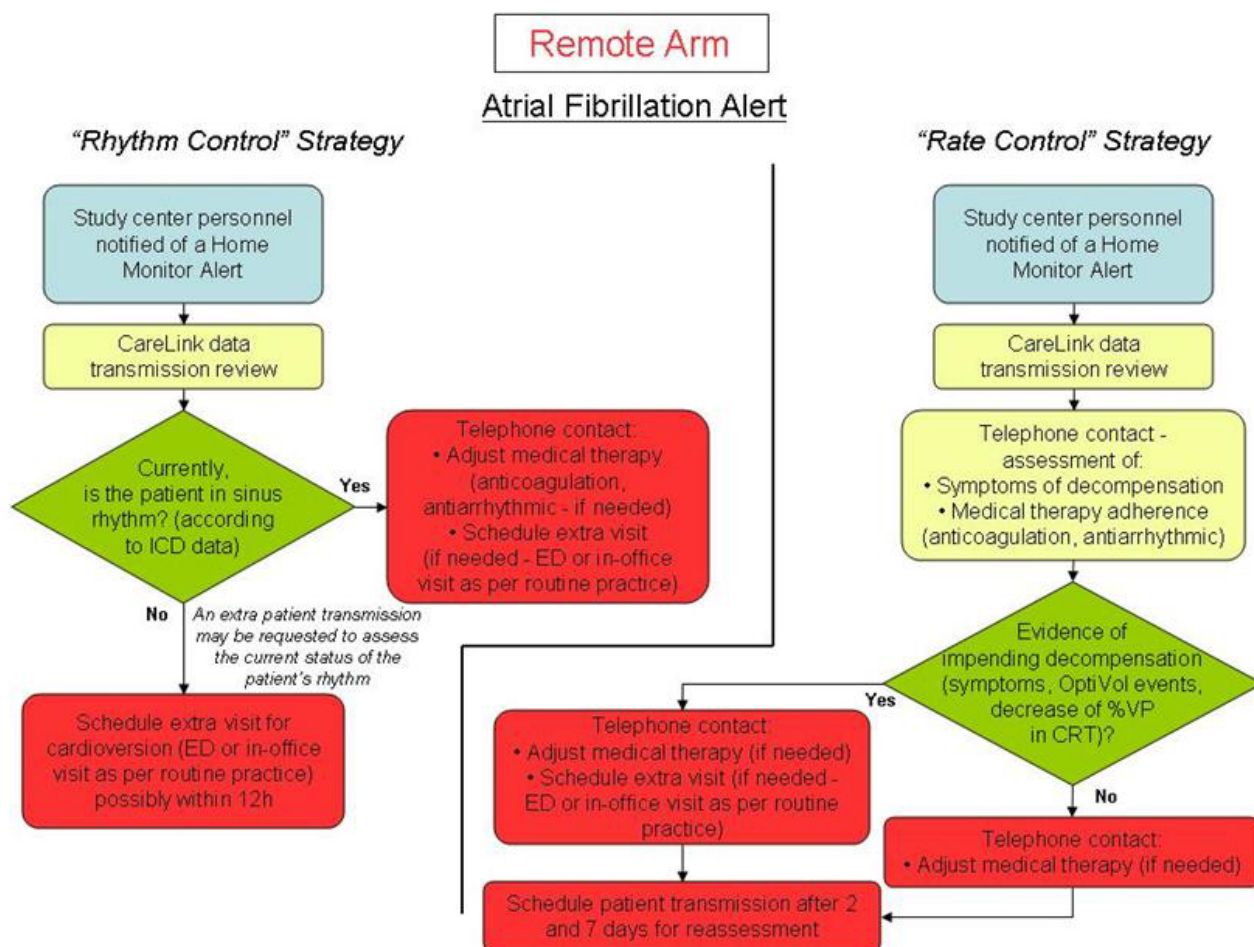 Remote Arm
Atrial Fibrillation Alert
“Rhythm Control” Strategy
Study center personnel
notified of a Home
Monitor Alert
CareLink data
transmission review
Currently,
is the patient in sinus
rhythm? (according
to ICD data)
Yes
Telephone contact:
• Adjust medical therapy
(anticoagulation,
antiarrhythmic - if needed)
• Schedule extra visit
(if needed - ED or in-office
visit as per routine practice)
No
An extra patient transmission
may be requested to assess
the current status of the
patient's rhythm
Schedule extra visit for
cardioversion (ED or in-office
visit as per routine practice)
possibly within 12h
“Rate Control” Strategy
Study center personnel
notified of a Home
Monitor Alert
CareLink data
transmission review
Telephone contact -
assessment of:
• Symptoms of decompensation
• Medical therapy adherence
(anticoagulation, antiarrhythmic)
Evidence of
impending decompensation
(symptoms, OptiVol events,
decrease of %VP
in CRT)?
Yes
Telephone contact:
• Adjust medical therapy (if needed)
• Schedule extra visit (if needed -
ED or in-office visit as per routine
practice)
No
Telephone contact:
• Adjust medical therapy (if needed)
Schedule patient transmission after 2
and 7 days for reassessment